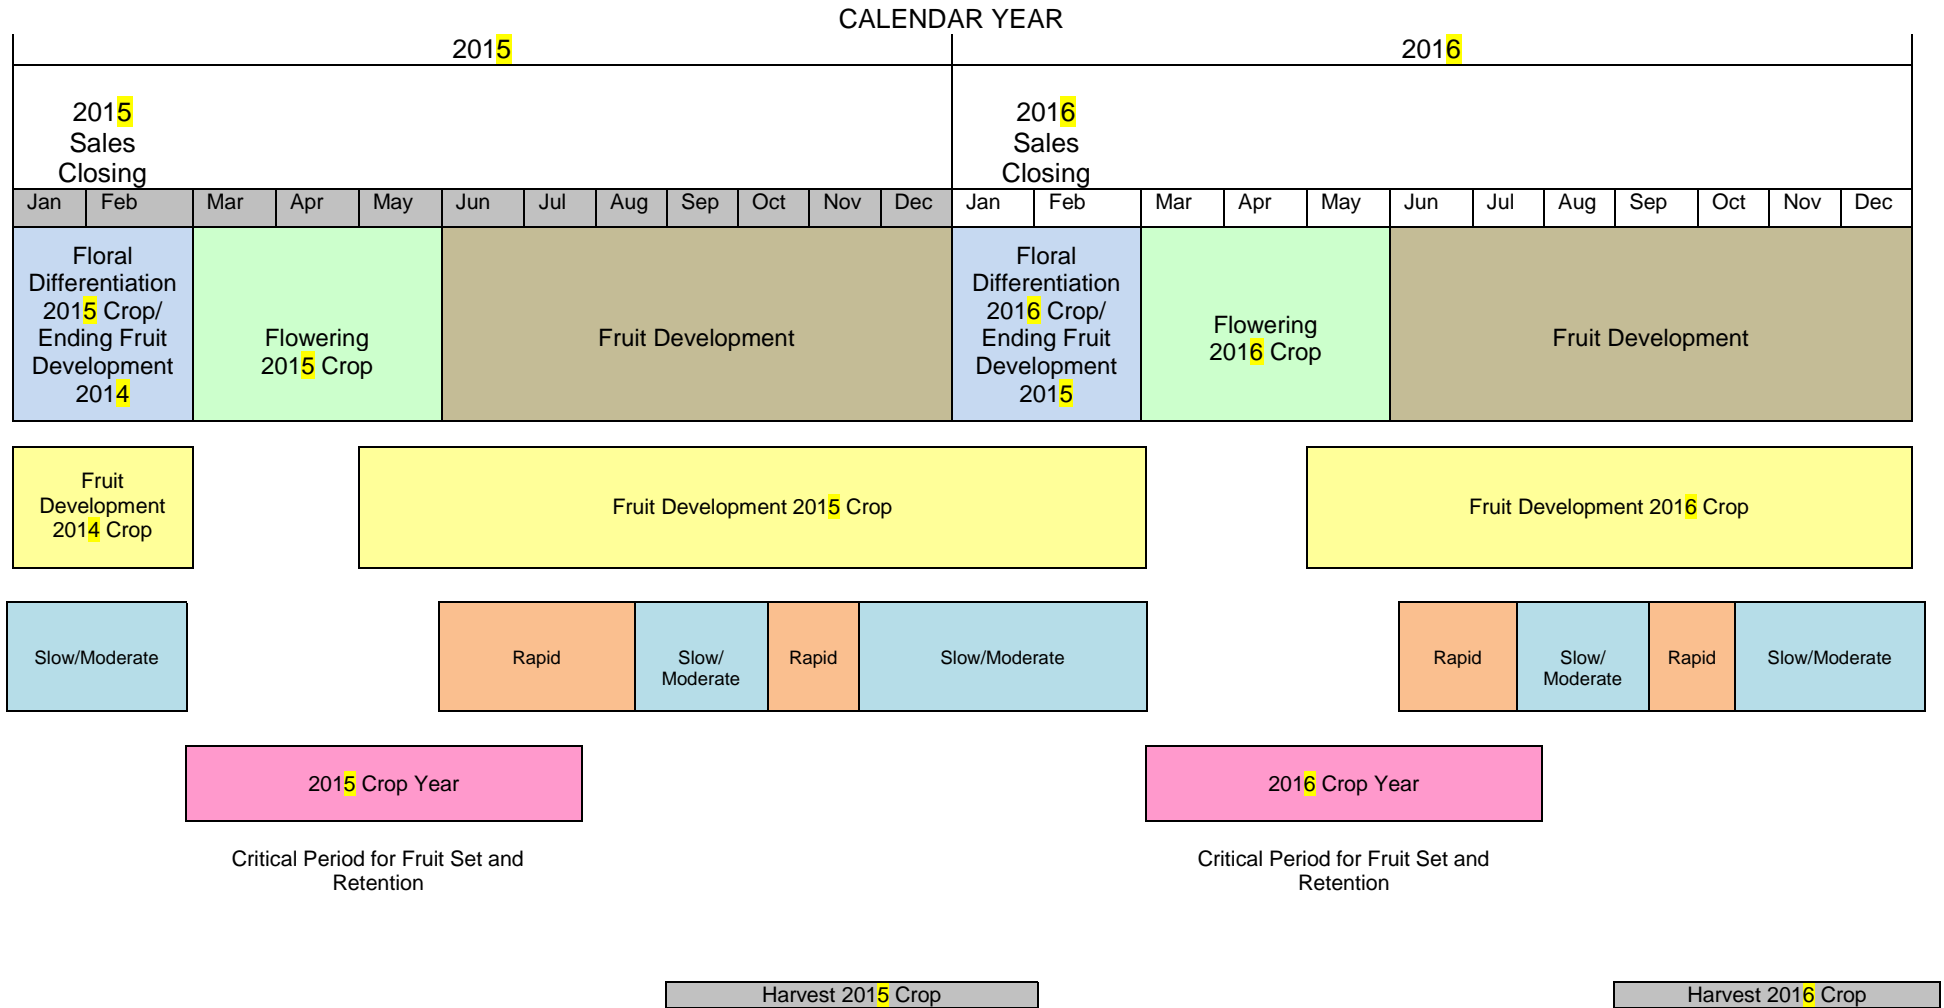 CALENDAR YEAR
2015
2016
2015
Sales
Closing
2016
Sales
Closing
Jan Feb Mar Apr May Jun Jul Aug Sep Oct Nov Dec Jan Feb Mar Apr May Jun Jul Aug Sep Oct Nov Dec
Floral
Differentiation
2015 Crop/
Ending Fruit
Development
2014
Flowering
2015 Crop
Fruit Development
Floral
Differentiation
2016 Crop/
Ending Fruit
Development
2015
Flowering
2016 Crop
Fruit Development
Fruit
Development
2014 Crop
Fruit Development 2015 Crop
Fruit Development 2016 Crop
Slow/Moderate
Rapid
Slow/
Moderate
Rapid
Slow/Moderate
Rapid
Slow/
Moderate
Rapid
Slow/Moderate
2015 Crop Year
2016 Crop Year
Critical Period for Fruit Set and
Retention
Critical Period for Fruit Set and
Retention
Harvest 2015 Crop
Harvest 2016 Crop